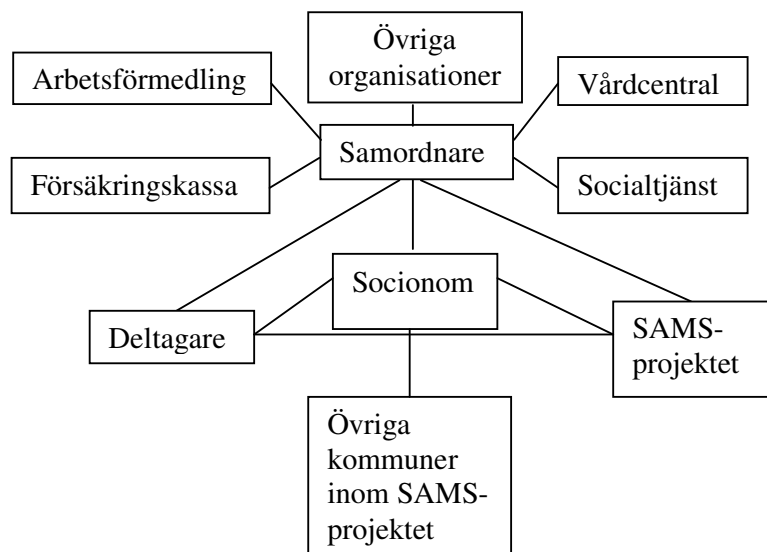 Övriga
organisationer
Arbetsförmedling
Vårdcentral
Samordnare
Försäkringskassa
Socialtjänst
Socionom
Deltagare
SAMS-
projektet
Övriga
kommuner
inom SAMS-
projektet